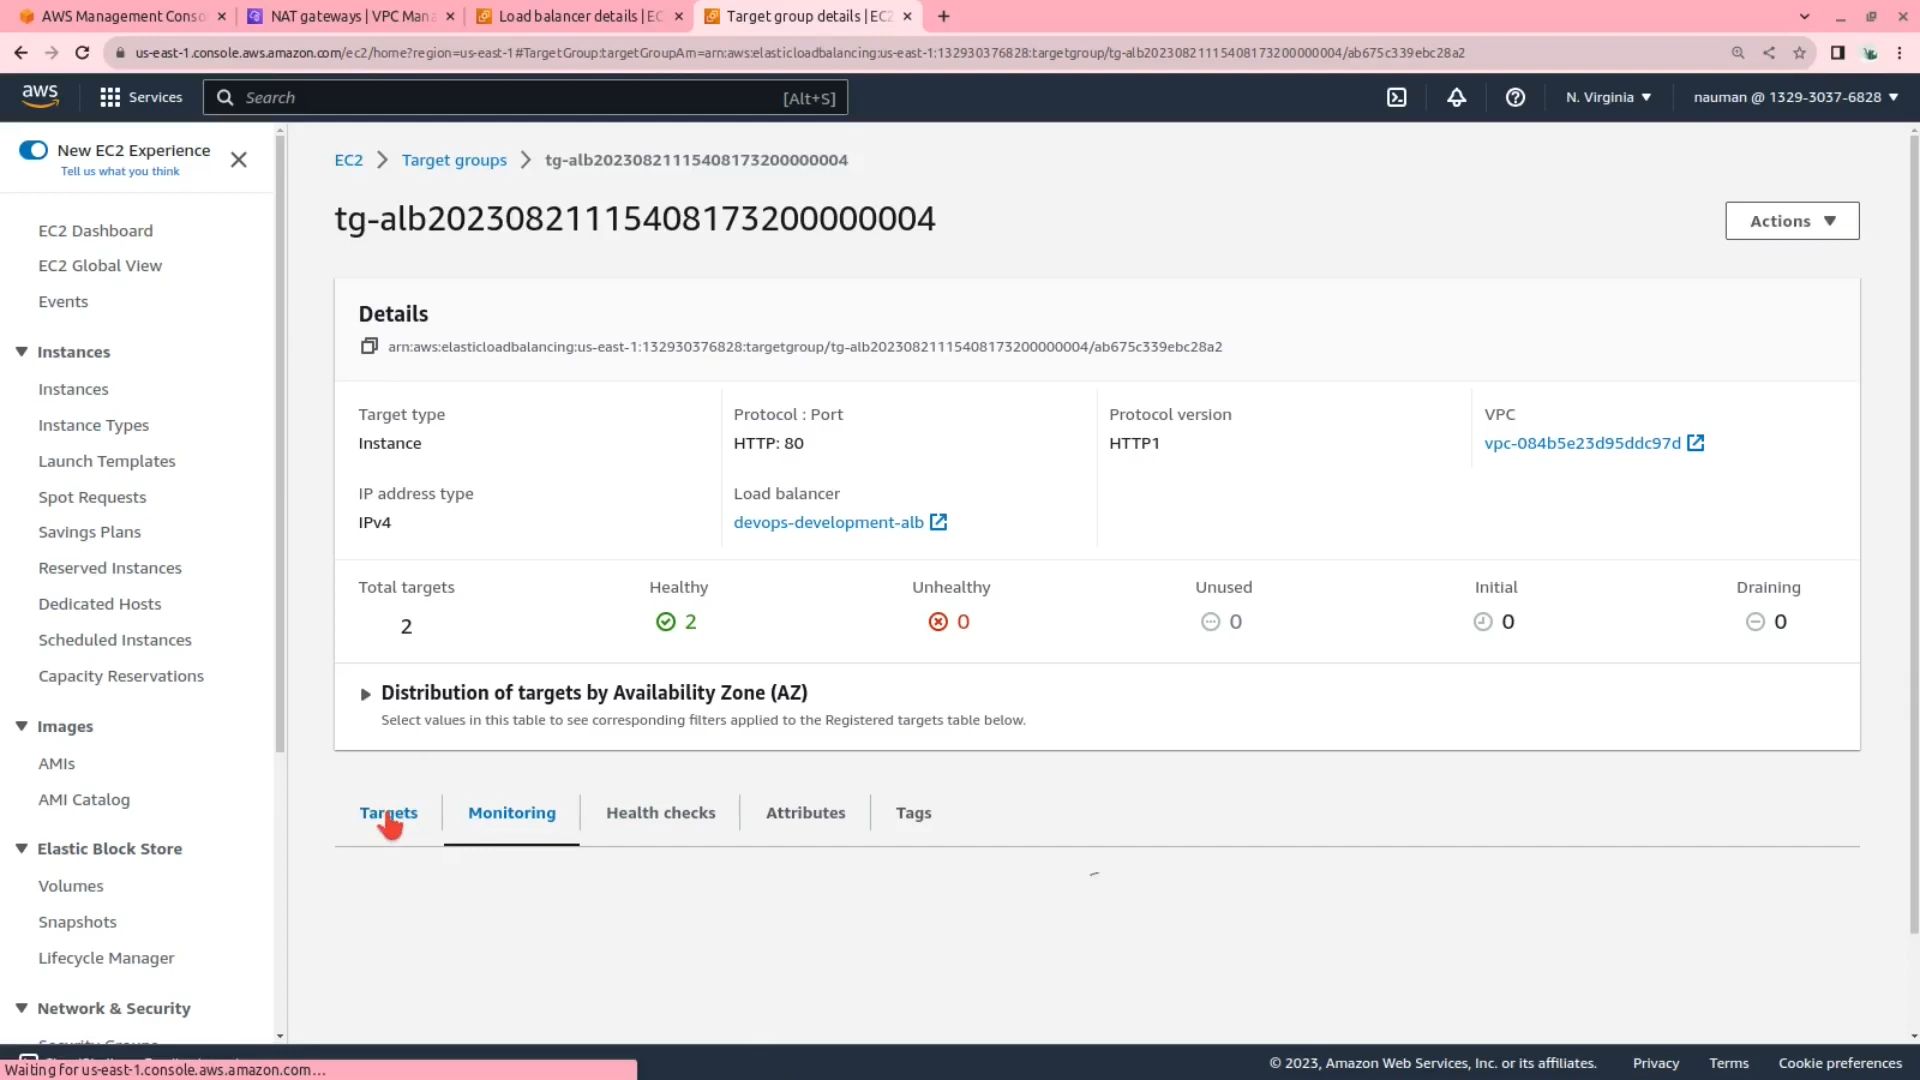 AWS Management Conso
NAT gateways | VPC Man
Load balancer details | EC
Target group details | EC2
us-east-1.console.aws.amazon.com/ec2/home?region=us-east-1#TargetGroup:targetGroupArn=arn:aws:elasticloadbalancing:us-east-1:132930376828:targetgroup/tg-alb20230821115408173200000004/ab675c339ebc28a2
aws
Services
Search
[Alt+S]
N. Virginia
nauman @ 1329-3037-6828
New EC2 Experience
Tell us what you think
EC2 Dashboard
EC2 Global View
Events
Instances
Instances
Instance Types
Launch Templates
Spot Requests
Savings Plans
Reserved Instances
Dedicated Hosts
Scheduled Instances
Capacity Reservations
Images
AMIs
AMI Catalog
Elastic Block Store
Volumes
Snapshots
Lifecycle Manager
Network & Security
EC2 > Target groups > tg-alb20230821115408173200000004
tg-alb20230821115408173200000004
Actions
Details
arn:aws:elasticloadbalancing:us-east-1:132930376828:targetgroup/tg-alb20230821115408173200000004/ab675c339ebc28a2
Target type
Instance
Protocol : Port
HTTP: 80
Protocol version
HTTP1
VPC
vpc-084b5e23d95ddc97d
IP address type
IPv4
Load balancer
devops-development-alb
Total targets
2
Healthy
2
Unhealthy
0
Unused
0
Initial
0
Draining
0
Distribution of targets by Availability Zone (AZ)
Select values in this table to see corresponding filters applied to the Registered targets table below.
Targets
Monitoring
Health checks
Attributes
Tags
Waiting for us-east-1.console.aws.amazon.com...
© 2023, Amazon Web Services, Inc. or its affiliates.
Privacy
Terms
Cookie preferences